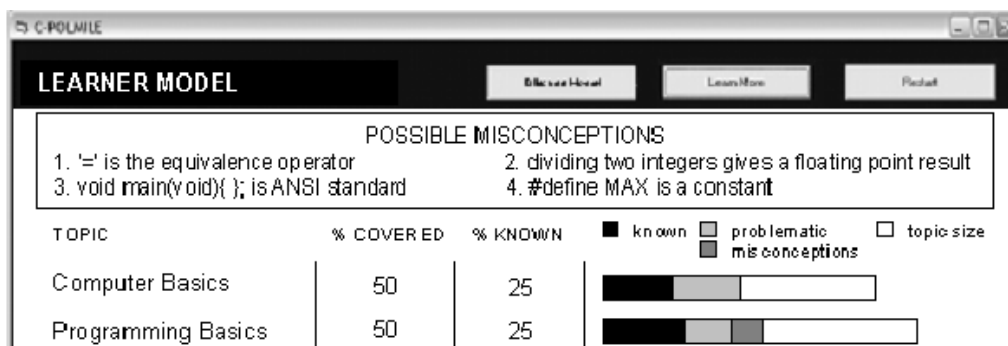 C-POLMILE
LEARNER MODEL
Learn More
Restart
POSSIBLE MISCONCEPTIONS
1. '=' is the equivalence operator
2. dividing two integers gives a floating point result
3. void main(void){ }; is ANSI standard
4. #define MAX is a constant
TOPIC % COVERED % KNOWN known problematic topic size
misconceptions
Computer Basics 50 25
Programming Basics 50 25